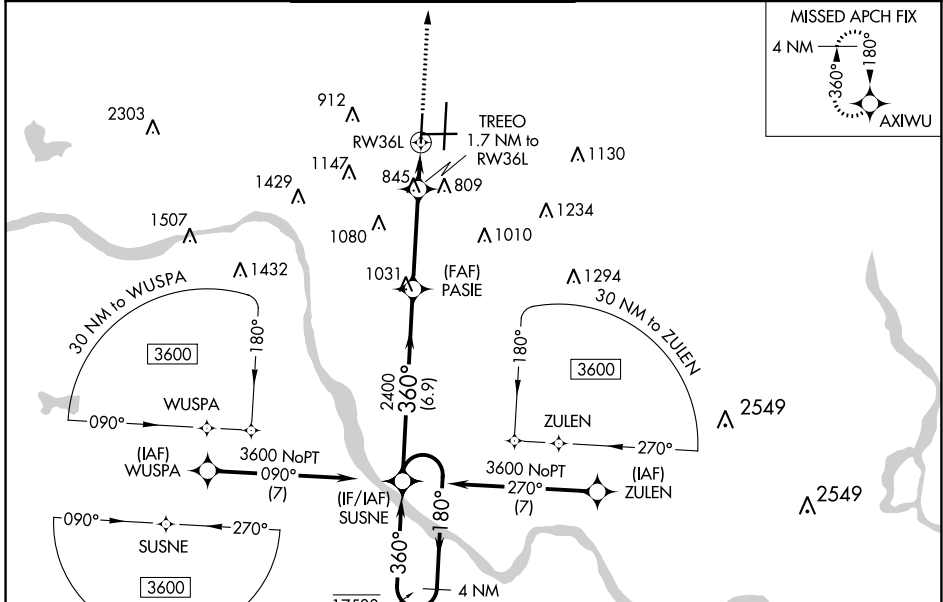 MISSED APCH FIX
4 NM
180°
360°
AXIWU
2303
912
TREEO
1.7 NM to
RW36L
RW36L
1130
1147
845
809
1429
1234
1507
1080
1010
1432
1031
(FAF)
PASIE
1294
30 NM to WUSPA
180°
3600
30 NM to ZULEN
180°
3600
2400
360°
(6.9)
2549
WUSPA
090°
ZULEN
270°
(IAF)
WUSPA
3600 NoPT
090°
(7)
(IF/IAF)
SUSNE
3600 NoPT
270°
(7)
(IAF)
ZULEN
2549
090°
270°
SUSNE
360°
180°
3600
4 NM